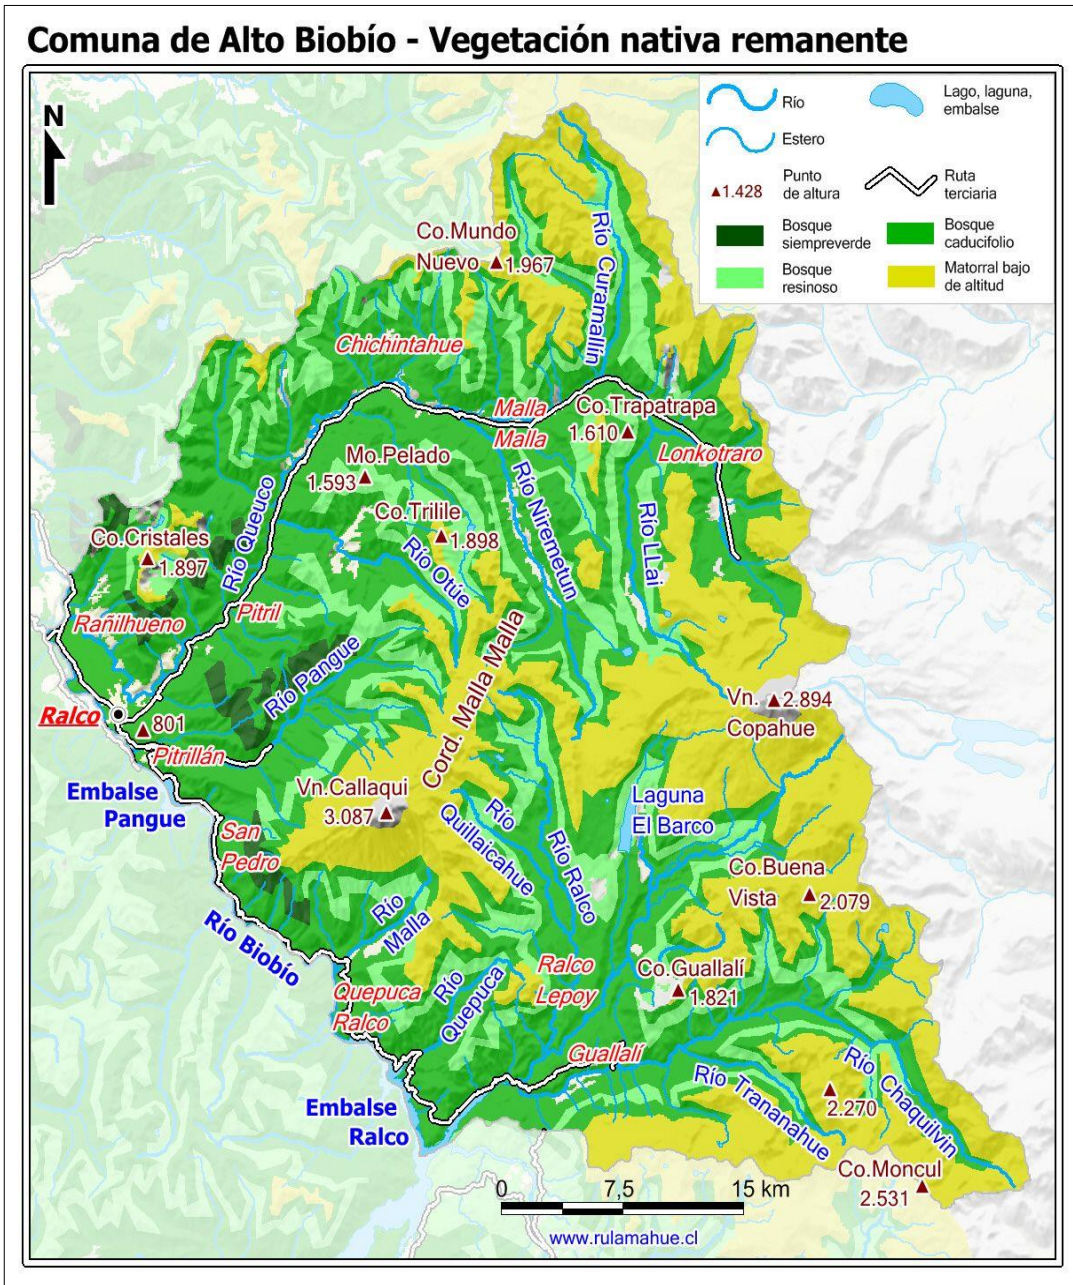 Comuna de Alto Biobío - Vegetación nativa remanente
N
Río
Lago, laguna,
embalse
Estero
1.428
Punto
de altura
Ruta
terciaria
Bosque
siempreverde
Bosque
caducifolio
Bosque
resinoso
Matorral bajo
de altitud
Co.Mundo
Nuevo
1.967
Río Curamallín
Chichintahue
Malla
Malla
Co.Trapatrapa
1.610
Lonkotraro
Mo.Pelado
1.593
Co.Trilile
1.898
Río Queuco
Río Otúe
Río Niremetun
Río LLai
Co.Cristales
1.897
Rañilhueno
Pitril
Río Pangue
Cord. Malla Malla
Ralco
801
Pitrillán
Vn.
Copahue
2.894
Embalse
Pangue
Vn.Callaqui
3.087
San
Pedro
Río
Quillaicahue
Río Ralco
Laguna
El Barco
Co.Buena
Vista
2.079
Río Biobío
Río
Malla
Quepuca
Ralco
Río
Quepuca
Ralco
Lepoy
Co.Guallalí
1.821
Guallalí
Río Trananahue
Río Chaquilvin
2.270
Embalse
Ralco
Co.Moncul
2.531
0 7,5 15 km
www.rulamahue.cl